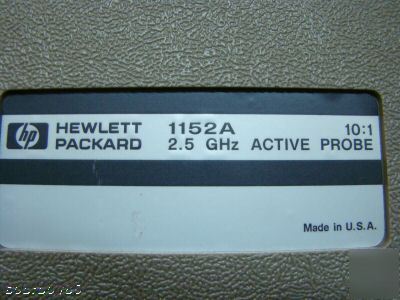 hp HEWLETT PACKARD
1152A 10:1
2.5 GHz ACTIVE PROBE
Made in U.S.A.